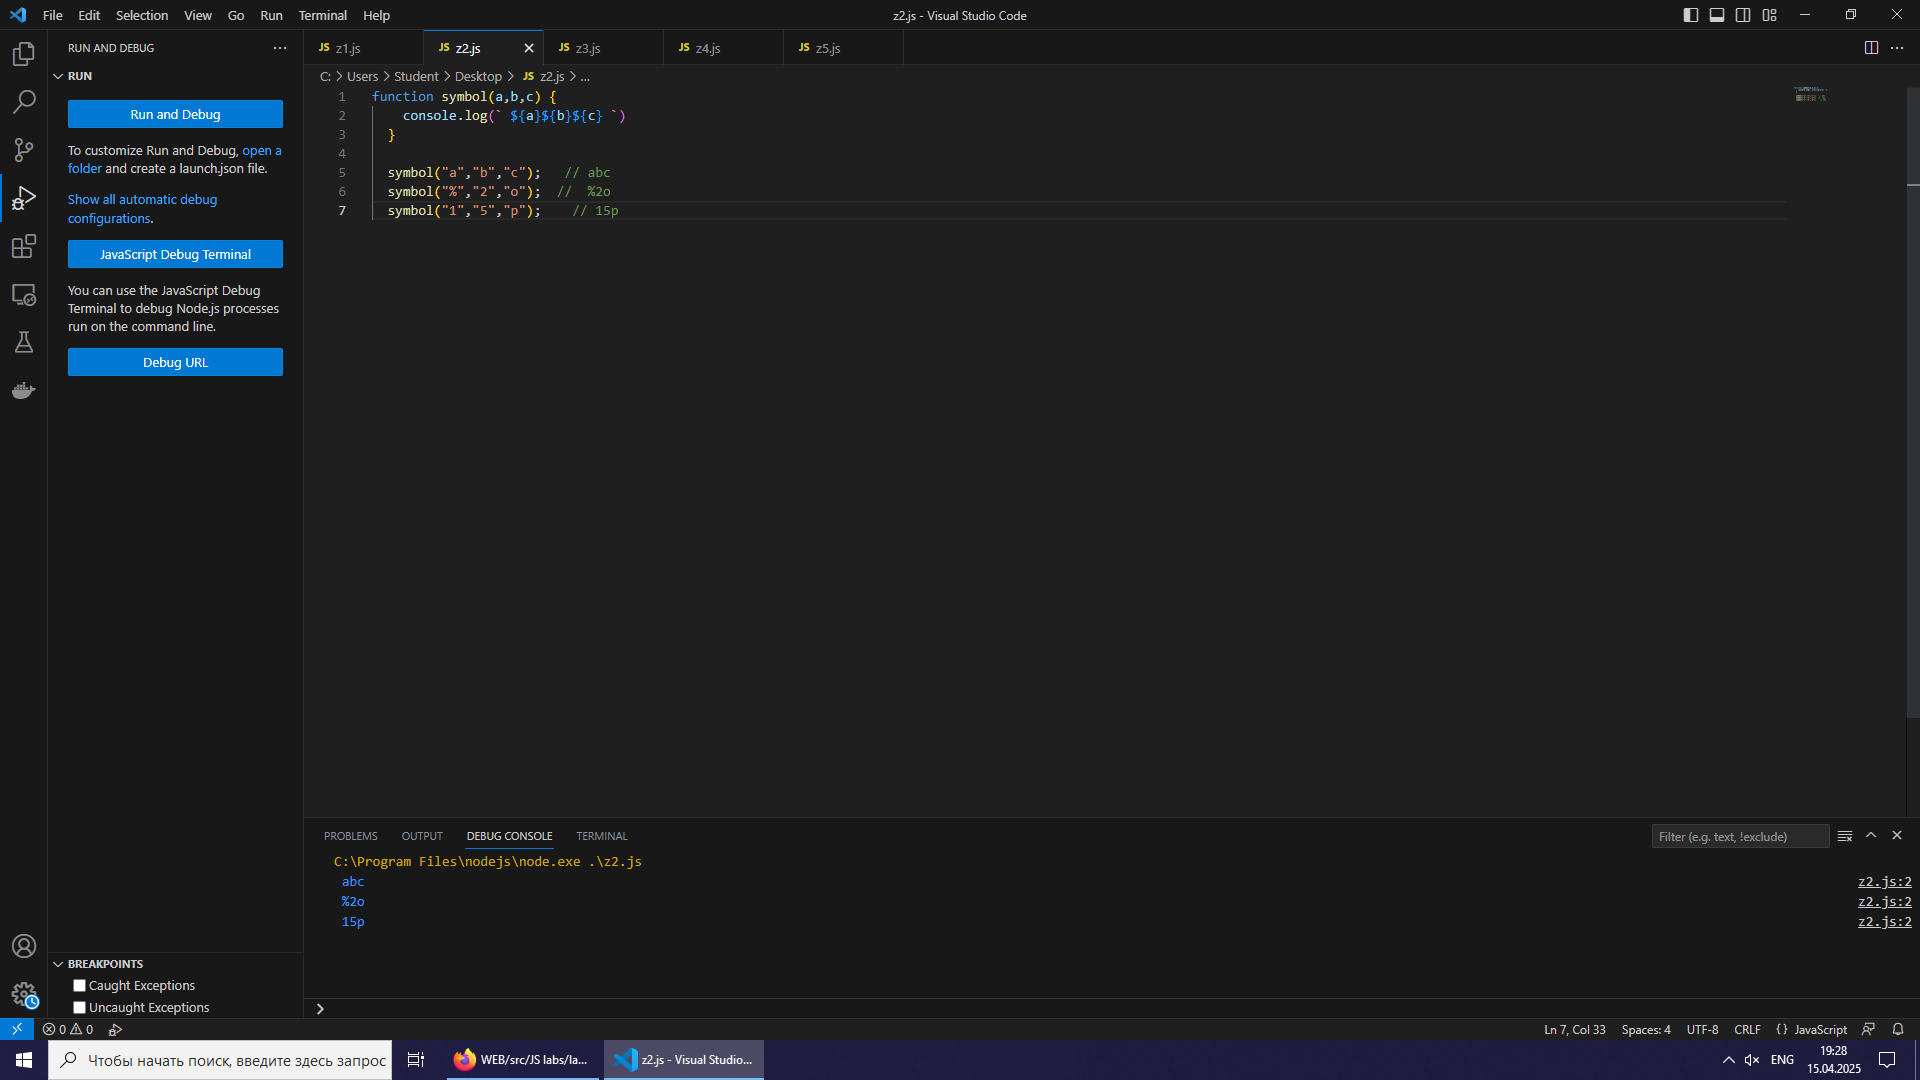 File Edit Selection View Go Run Terminal Help
z2.js - Visual Studio Code
RUN AND DEBUG
RUN
Run and Debug
To customize Run and Debug, open a
folder and create a launch.json file.
Show all automatic debug
configurations.
JavaScript Debug Terminal
You can use the JavaScript Debug
Terminal to debug Node.js processes
run on the command line.
Debug URL
BREAKPOINTS
Caught Exceptions
Uncaught Exceptions
JS z1.js JS z2.js JS z3.js JS z4.js JS z5.js
C: > Users > Student > Desktop > JS z2.js > ...
1 function symbol(a,b,c) {
2 console.log(` ${a}${b}${c} `)
3 }
4
5 symbol("a","b","c");   // abc
6 symbol("%","2","o");  //  %2o
7 symbol("1","5","p");    // 15p
PROBLEMS OUTPUT DEBUG CONSOLE TERMINAL
Filter (e.g. text, !exclude)
C:\Program Files\nodejs\node.exe .\z2.js
abc z2.js:2
%2o z2.js:2
15p z2.js:2
0 0
Ln 7, Col 33 Spaces: 4 UTF-8 CRLF {} JavaScript
Чтобы начать поиск, введите здесь запрос
WEB/src/JS labs/la...
z2.js - Visual Studio...
ENG
19:28
15.04.2025